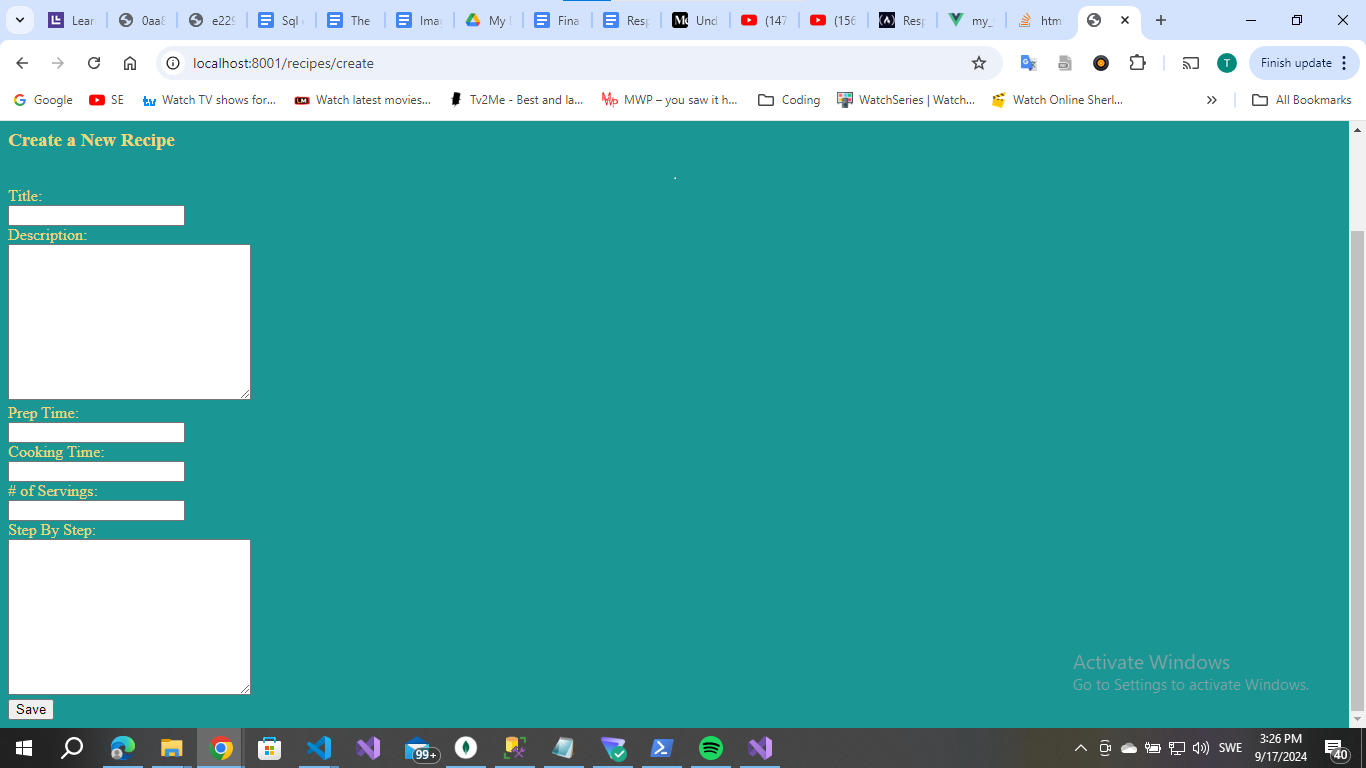 Lear
0aa8
e229
Sql
The
Ima
My
Fina
Resp
Und
(147
(156
Resp
my_
htm
localhost:8001/recipes/create
T
Finish update
Google
SE
Watch TV shows for...
Watch latest movies...
Tv2Me - Best and la...
MWP – you saw it h...
Coding
WatchSeries | Watch...
Watch Online Sherl...
All Bookmarks
Create a New Recipe
Title:
Description:
Prep Time:
Cooking Time:
# of Servings:
Step By Step:
Save
Activate Windows
Go to Settings to activate Windows.
99+
SWE
3:26 PM
9/17/2024
40